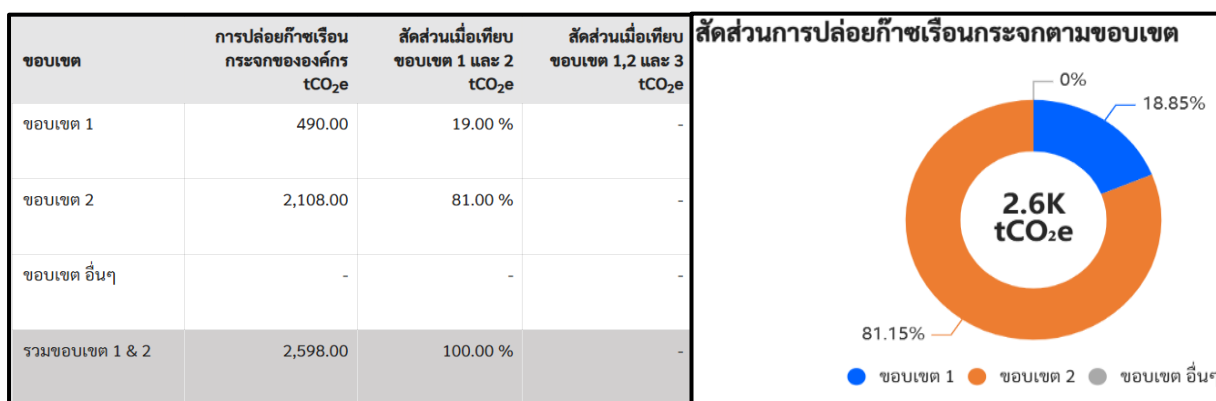 ขอบเขต
การปล่อยก๊าซเรือน
กระจกขององค์กร
tCO₂e
สัดส่วนเมื่อเทียบ
ขอบเขต 1 และ 2
tCO₂e
สัดส่วนเมื่อเทียบ
ขอบเขต 1,2 และ 3
tCO₂e
ขอบเขต 1 490.00 19.00 % -
ขอบเขต 2 2,108.00 81.00 % -
ขอบเขต อื่นๆ - - -
รวมขอบเขต 1 & 2 2,598.00 100.00 % -
สัดส่วนการปล่อยก๊าซเรือนกระจกตามขอบเขต
0%
18.85%
2.6K
tCO₂e
81.15%
ขอบเขต 1 ขอบเขต 2 ขอบเขต อื่นๆ